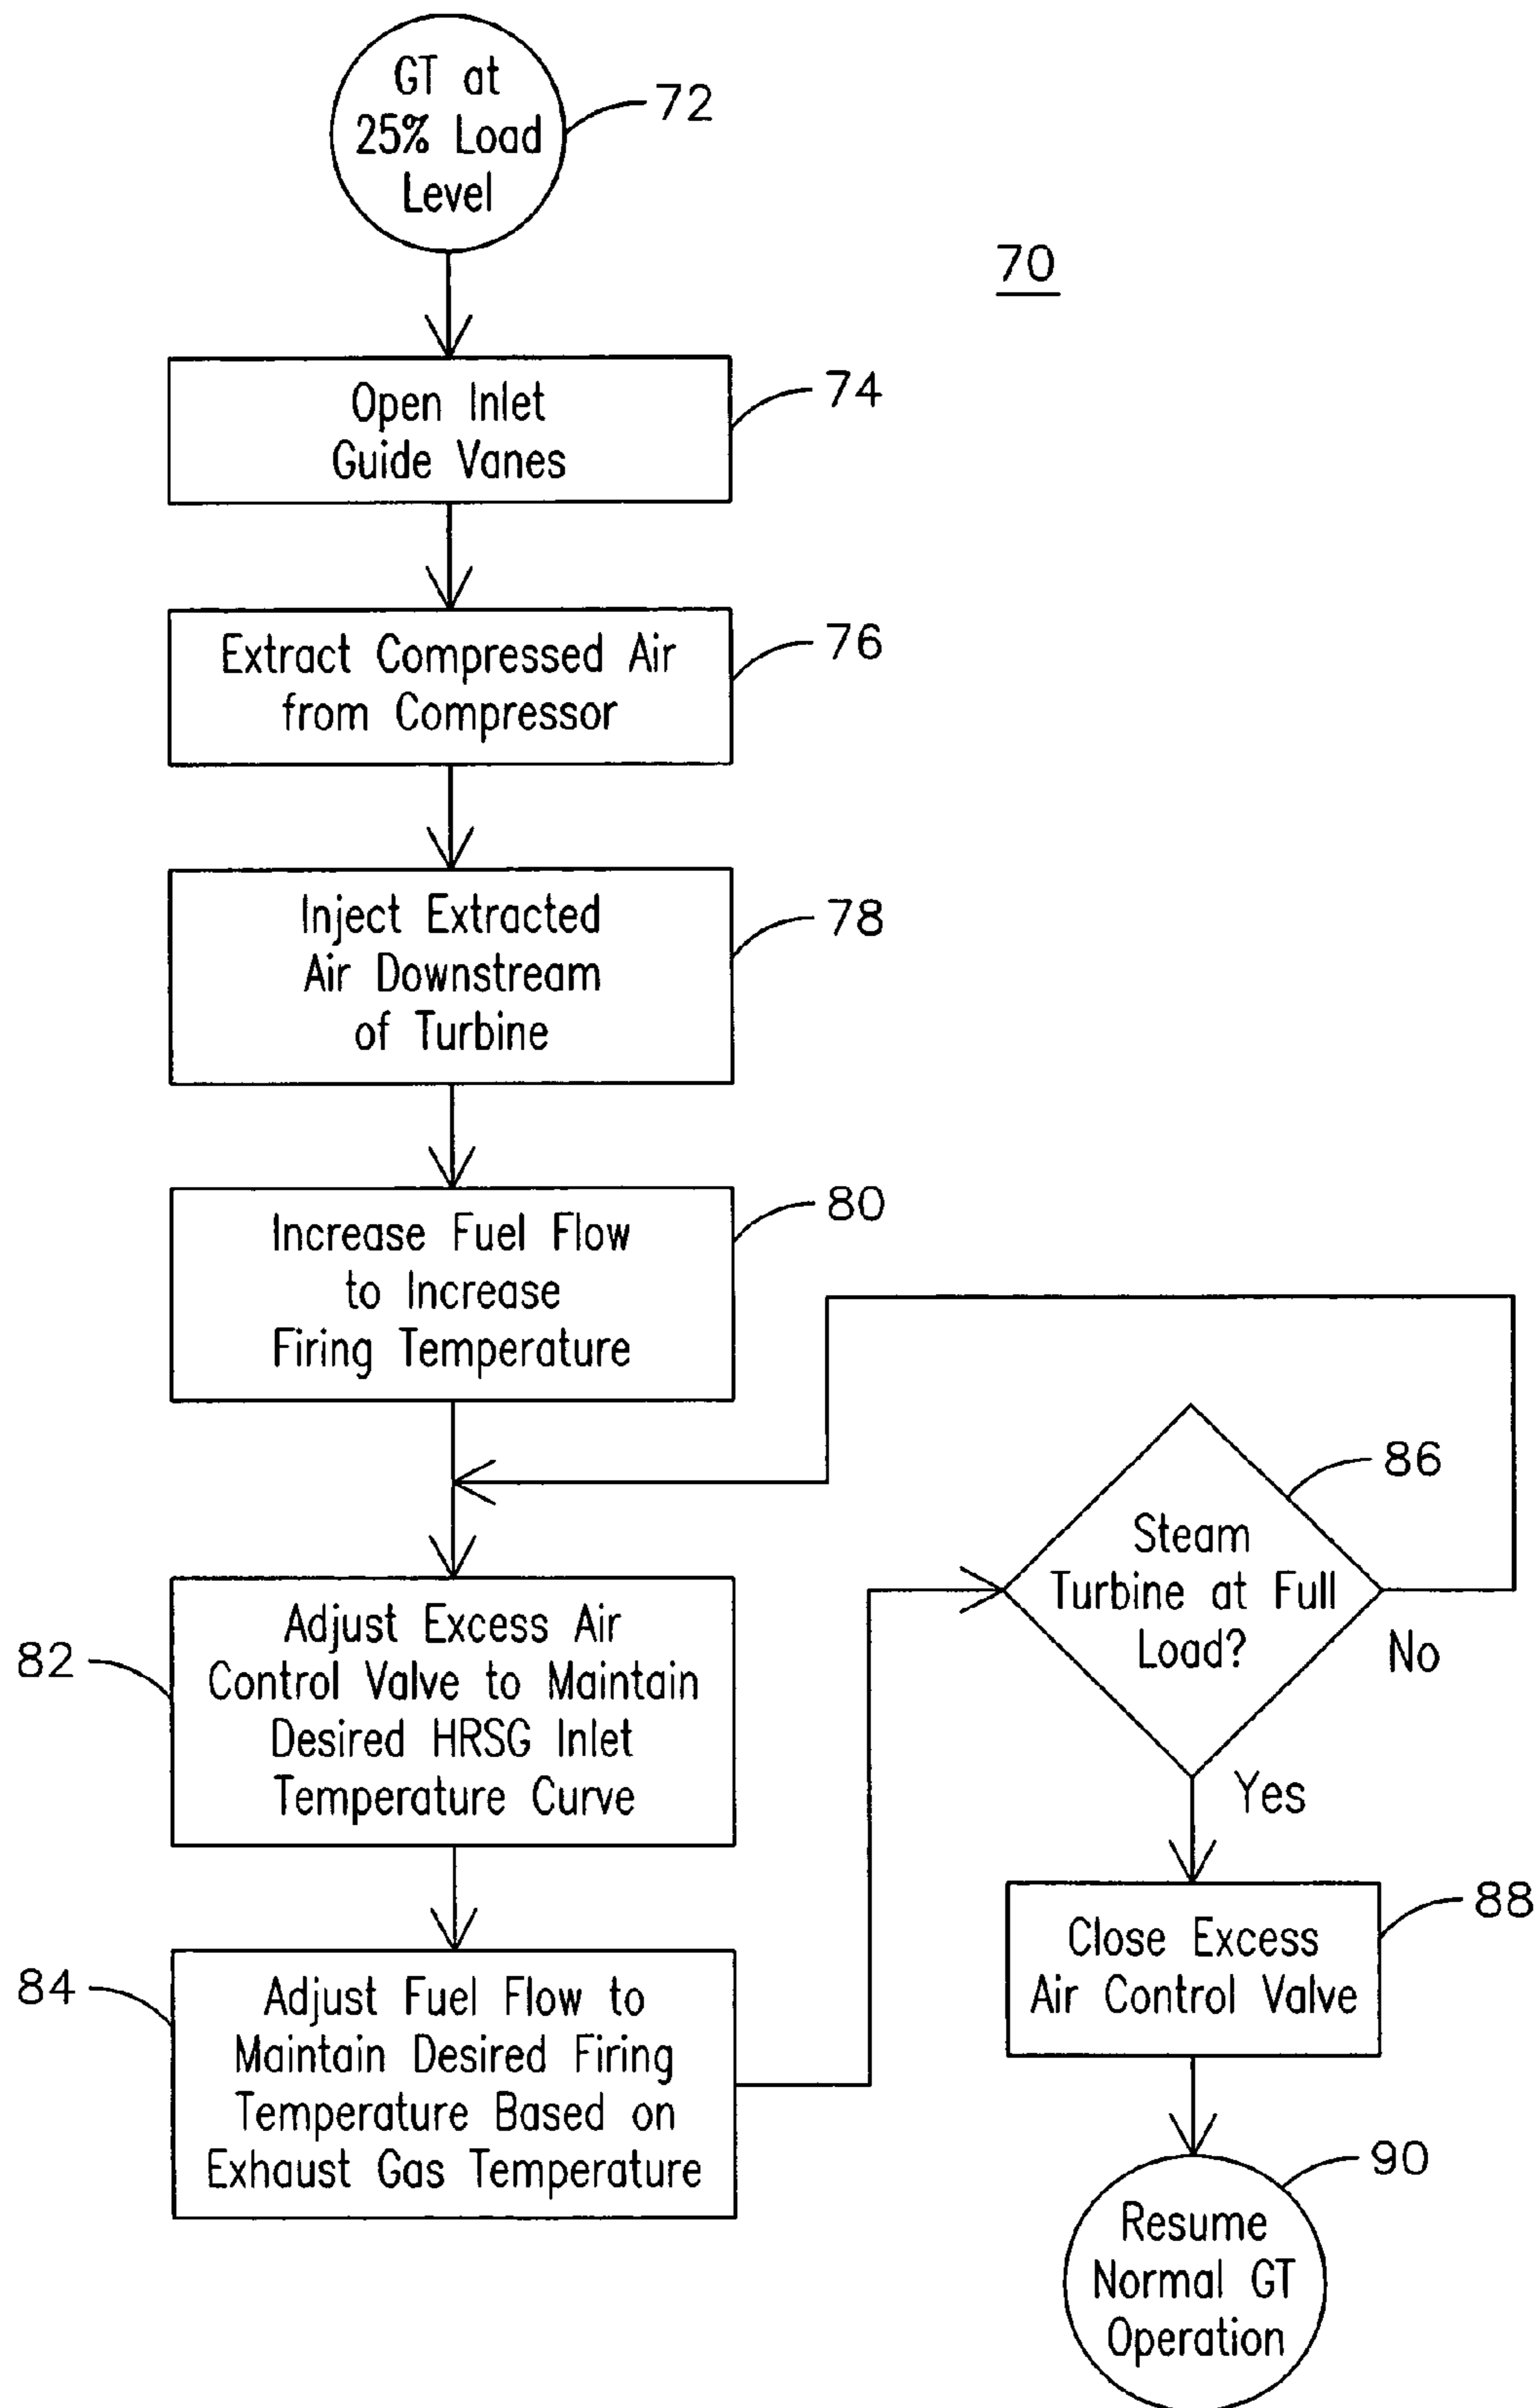 GT at
25% Load
Level
72
70
Open Inlet
Guide Vanes
74
Extract Compressed Air
from Compressor
76
Inject Extracted
Air Downstream
of Turbine
78
Increase Fuel Flow
to Increase
Firing Temperature
80
Adjust Excess Air
Control Valve to Maintain
Desired HRSG Inlet
Temperature Curve
82
Adjust Fuel Flow to
Maintain Desired Firing
Temperature Based on
Exhaust Gas Temperature
84
Steam
Turbine at Full
Load?
86
No
Yes
Close Excess
Air Control Valve
88
Resume
Normal GT
Operation
90